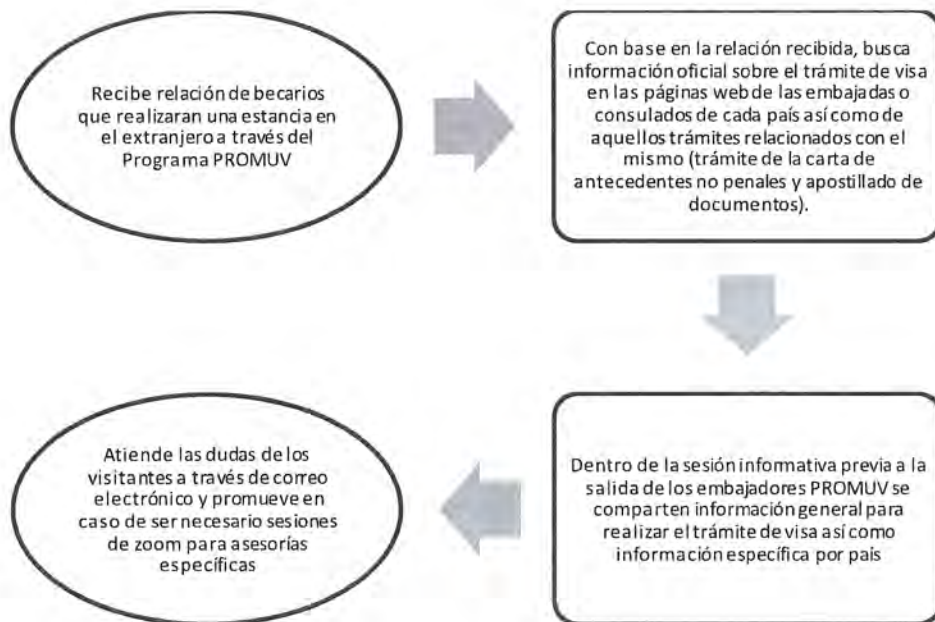 Recibe relación de becarios
que realizaran una estancia en
el extranjero a través del
Programa PROMUV
Con base en la relación recibida, busca
información oficial sobre el trámite de visa
en las páginas web de las embajadas o
consulados de cada país así como de
aquellos trámites relacionados con el
mismo (trámite de la carta de
antecedentes no penales y apostillado de
documentos).
Dentro de la sesión informativa previa a la
salida de los embajadores PROMUV se
comparten información general para
realizar el trámite de visa así como
información específica por país
Atiende las dudas de los
visitantes a través de correo
electrónico y promueve en
caso de ser necesario sesiones
de zoom para asesorías
específicas